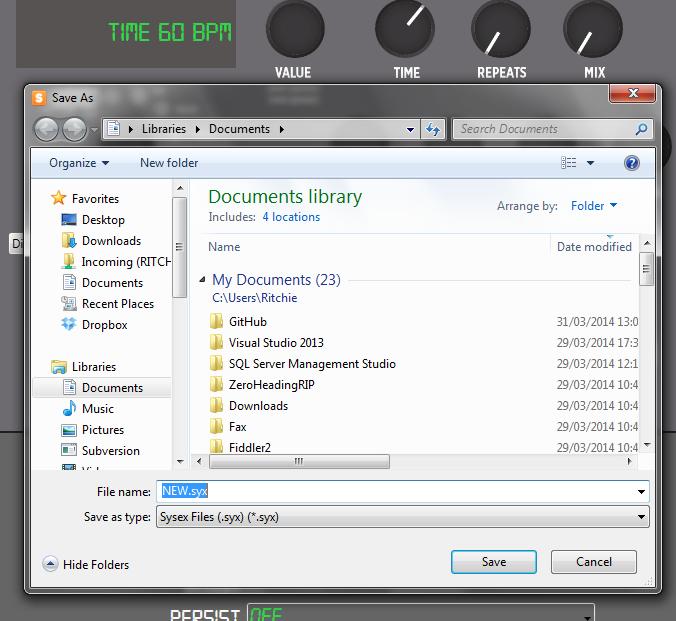 TIME 60 BPM
VALUE TIME REPEATS MIX
S Save As
Libraries Documents Search Documents
Organize New folder
Favorites
Desktop
Downloads
Incoming (RITCH
Documents
Recent Places
Dropbox
Libraries
Documents
Music
Pictures
Subversion
Documents library
Includes: 4 locations
Arrange by: Folder
Name Date modified
My Documents (23)
C:\Users\Ritchie
GitHub 31/03/2014 13:0
Visual Studio 2013 29/03/2014 17:3
SQL Server Management Studio 29/03/2014 12:1
ZeroHeadingRIP 29/03/2014 10:4
Downloads 29/03/2014 10:4
Fax 29/03/2014 10:4
Fiddler2 29/03/2014 10:4
Di
File name: NEW.syx
Save as type: Sysex Files (.syx) (*.syx)
Hide Folders Save Cancel
PERSIST OFF